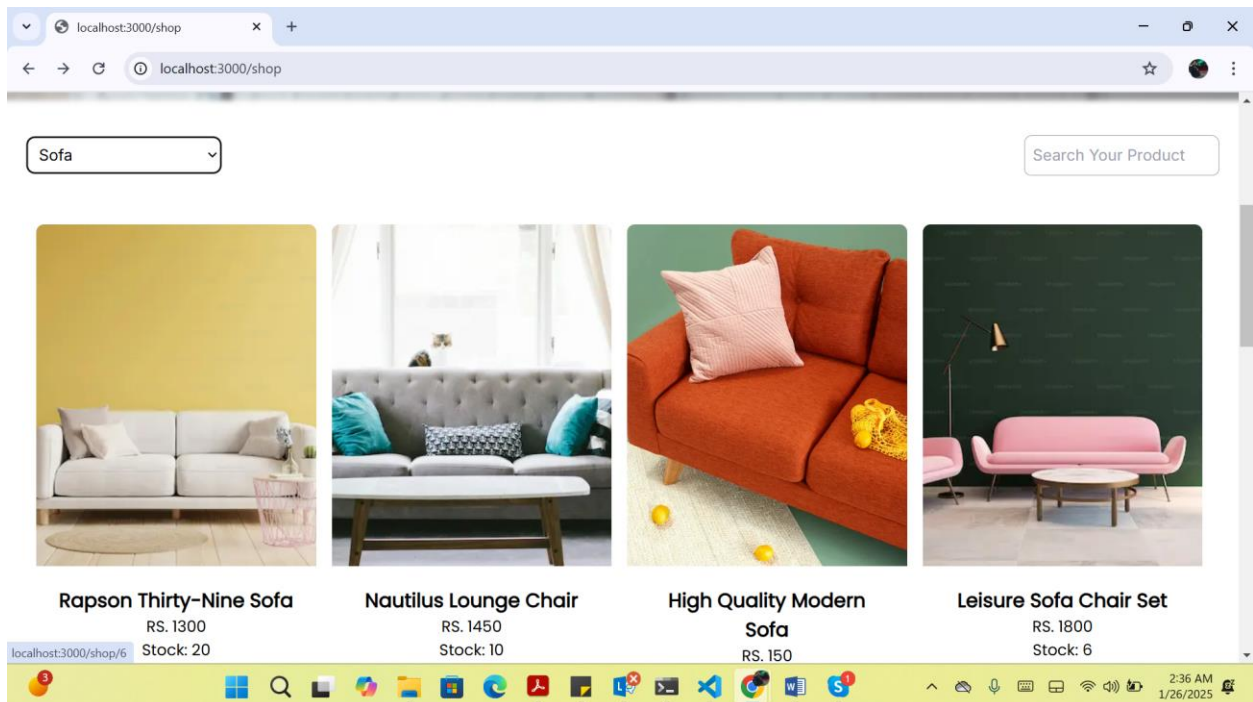 localhost:3000/shop
localhost:3000/shop
Sofa
Search Your Product
Rapson Thirty-Nine Sofa
RS. 1300
Stock: 20
Nautilus Lounge Chair
RS. 1450
Stock: 10
High Quality Modern
Sofa
RS. 150
Leisure Sofa Chair Set
RS. 1800
Stock: 6
localhost:3000/shop/6
3
1
2:36 AM
1/26/2025